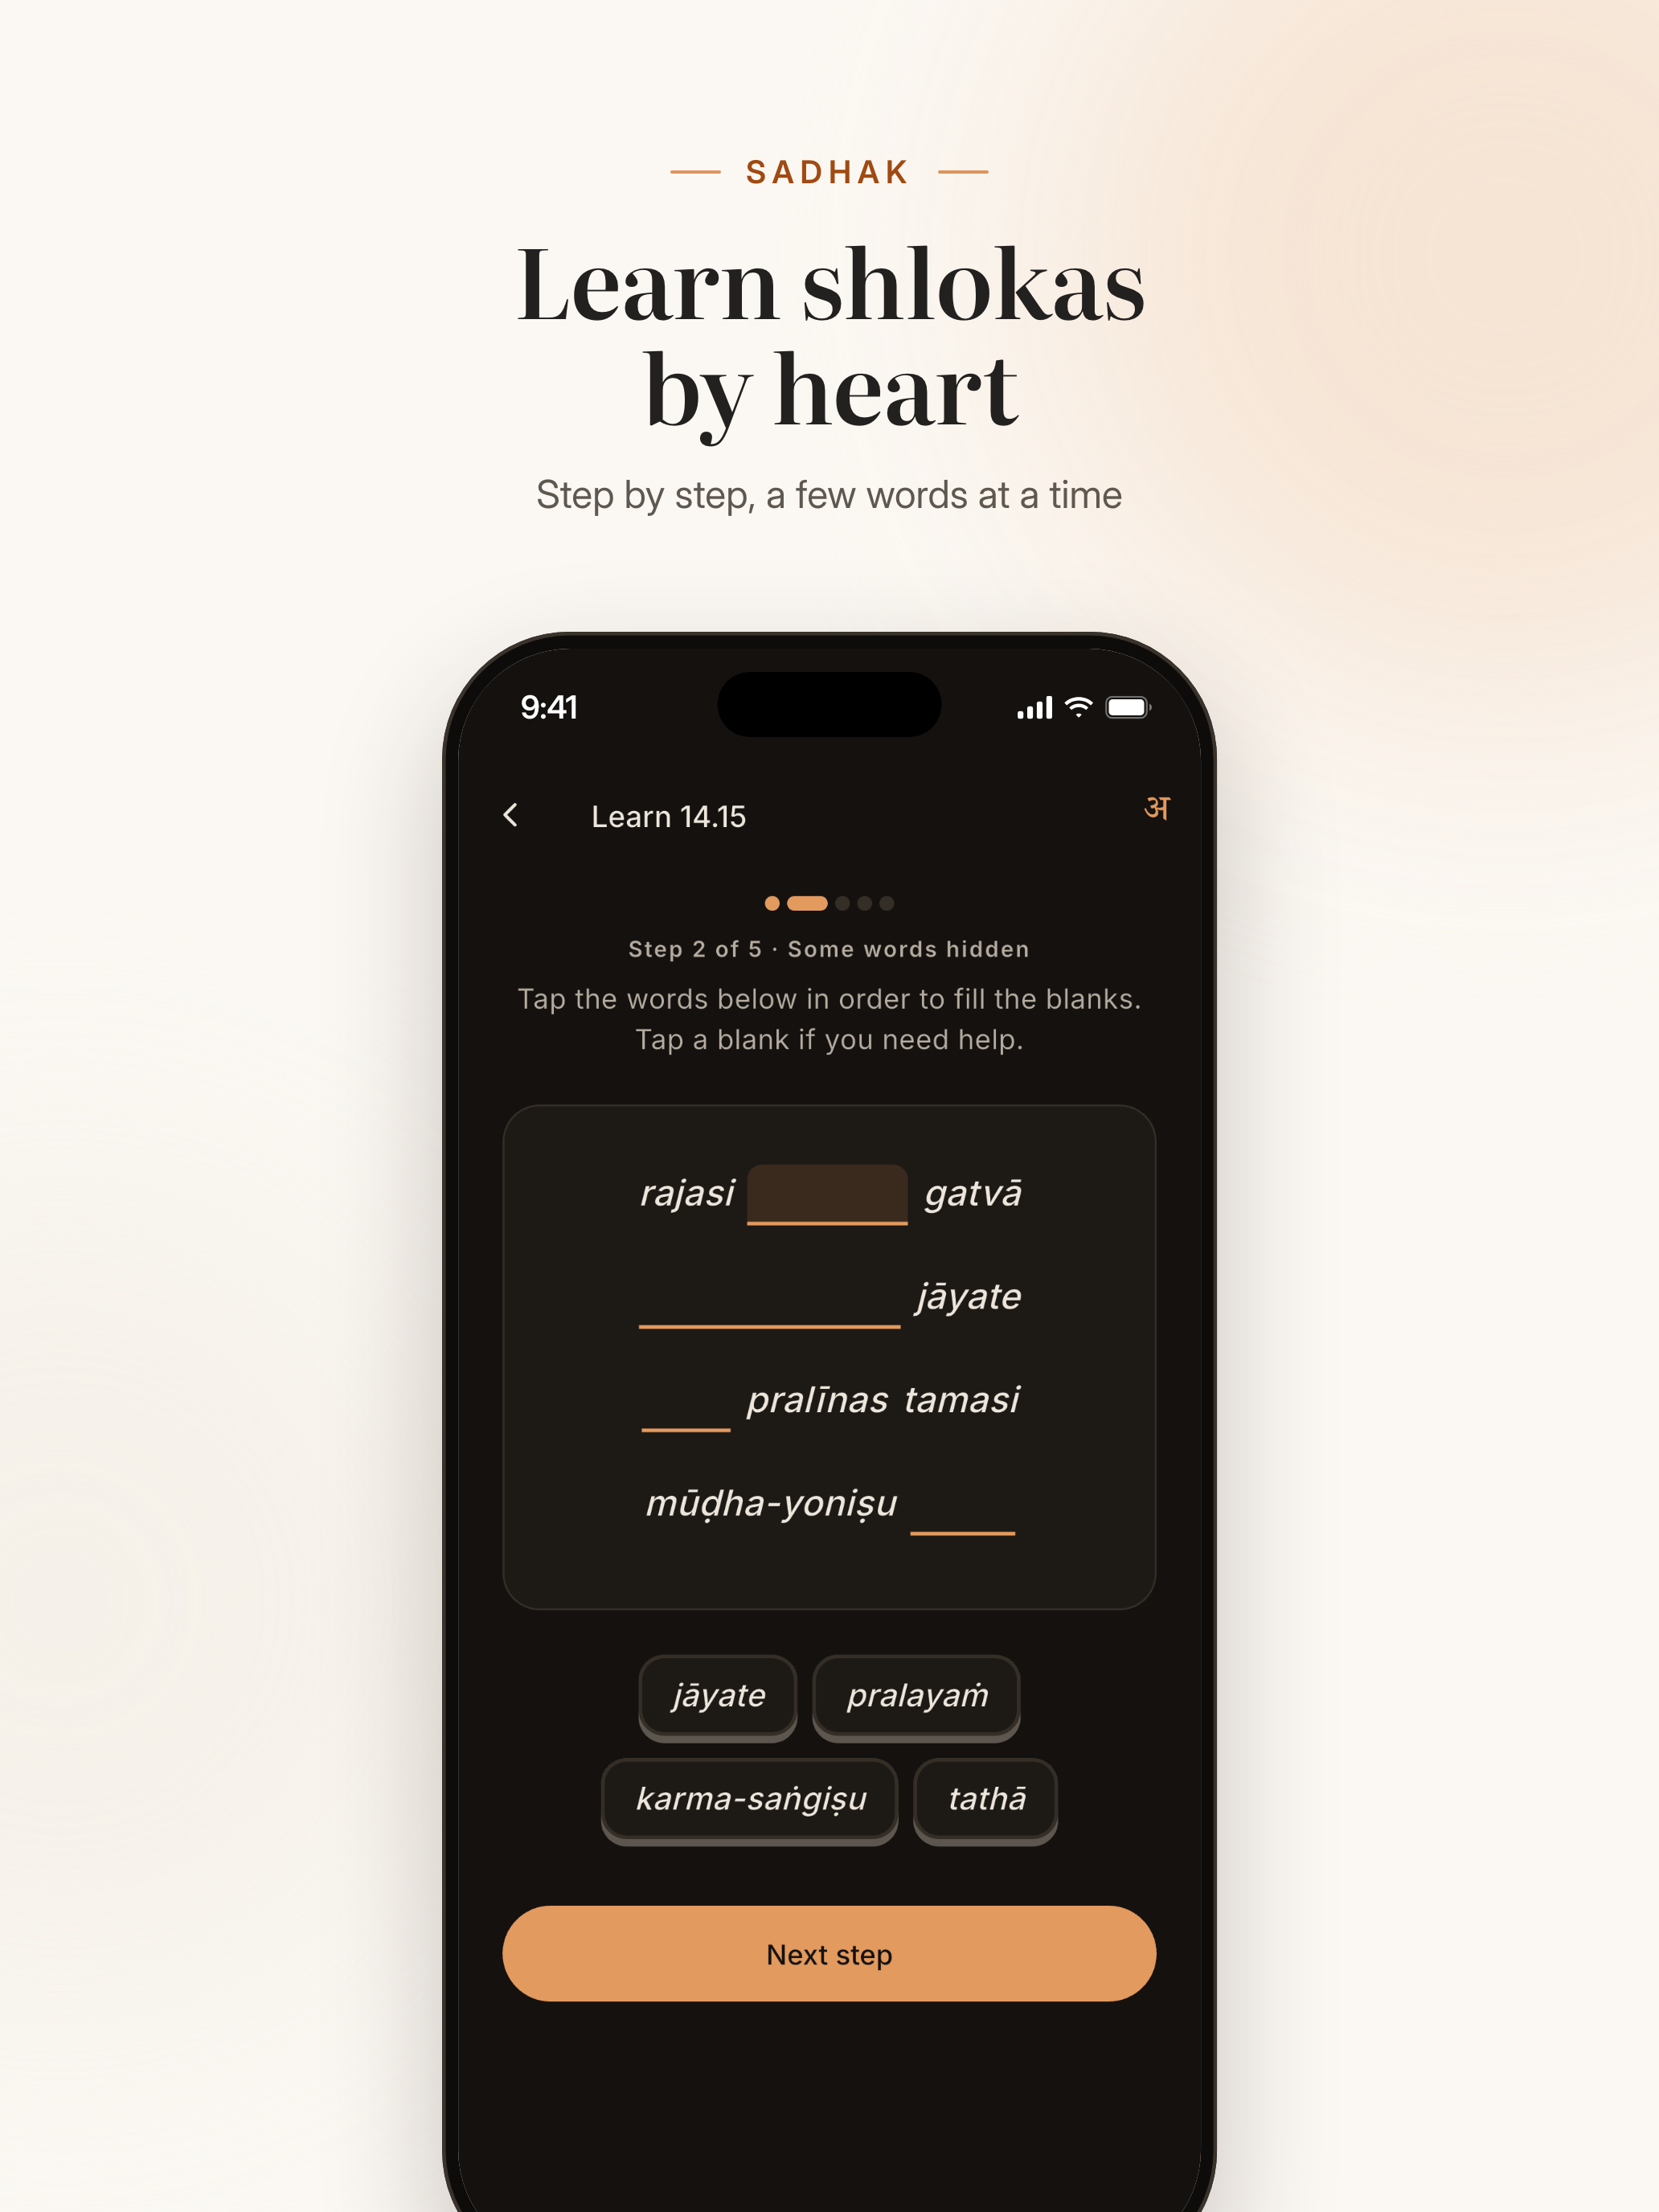 SADHAK
Learn shlokas
by heart
Step by step, a few words at a time
9:41
Learn 14.15
अ
Step 2 of 5 · Some words hidden
Tap the words below in order to fill the blanks.
Tap a blank if you need help.
rajasi gatvā
jāyate
pralīnas tamasi
mūḍha-yoniṣu
jāyate pralayaṁ
karma-saṅgiṣu tathā
Next step